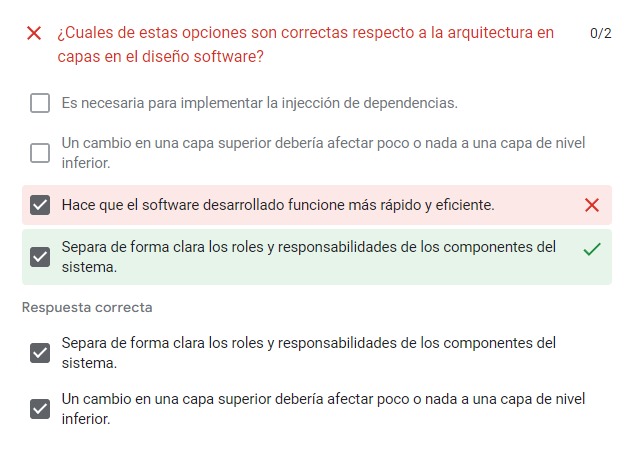 ¿Cuales de estas opciones son correctas respecto a la arquitectura en 0/2
capas en el diseño software?
Es necesaria para implementar la injección de dependencias.
Un cambio en una capa superior debería afectar poco o nada a una capa de nivel
inferior.
Hace que el software desarrollado funcione más rápido y eficiente.
Separa de forma clara los roles y responsabilidades de los componentes del
sistema.
Respuesta correcta
Separa de forma clara los roles y responsabilidades de los componentes del
sistema.
Un cambio en una capa superior debería afectar poco o nada a una capa de nivel
inferior.